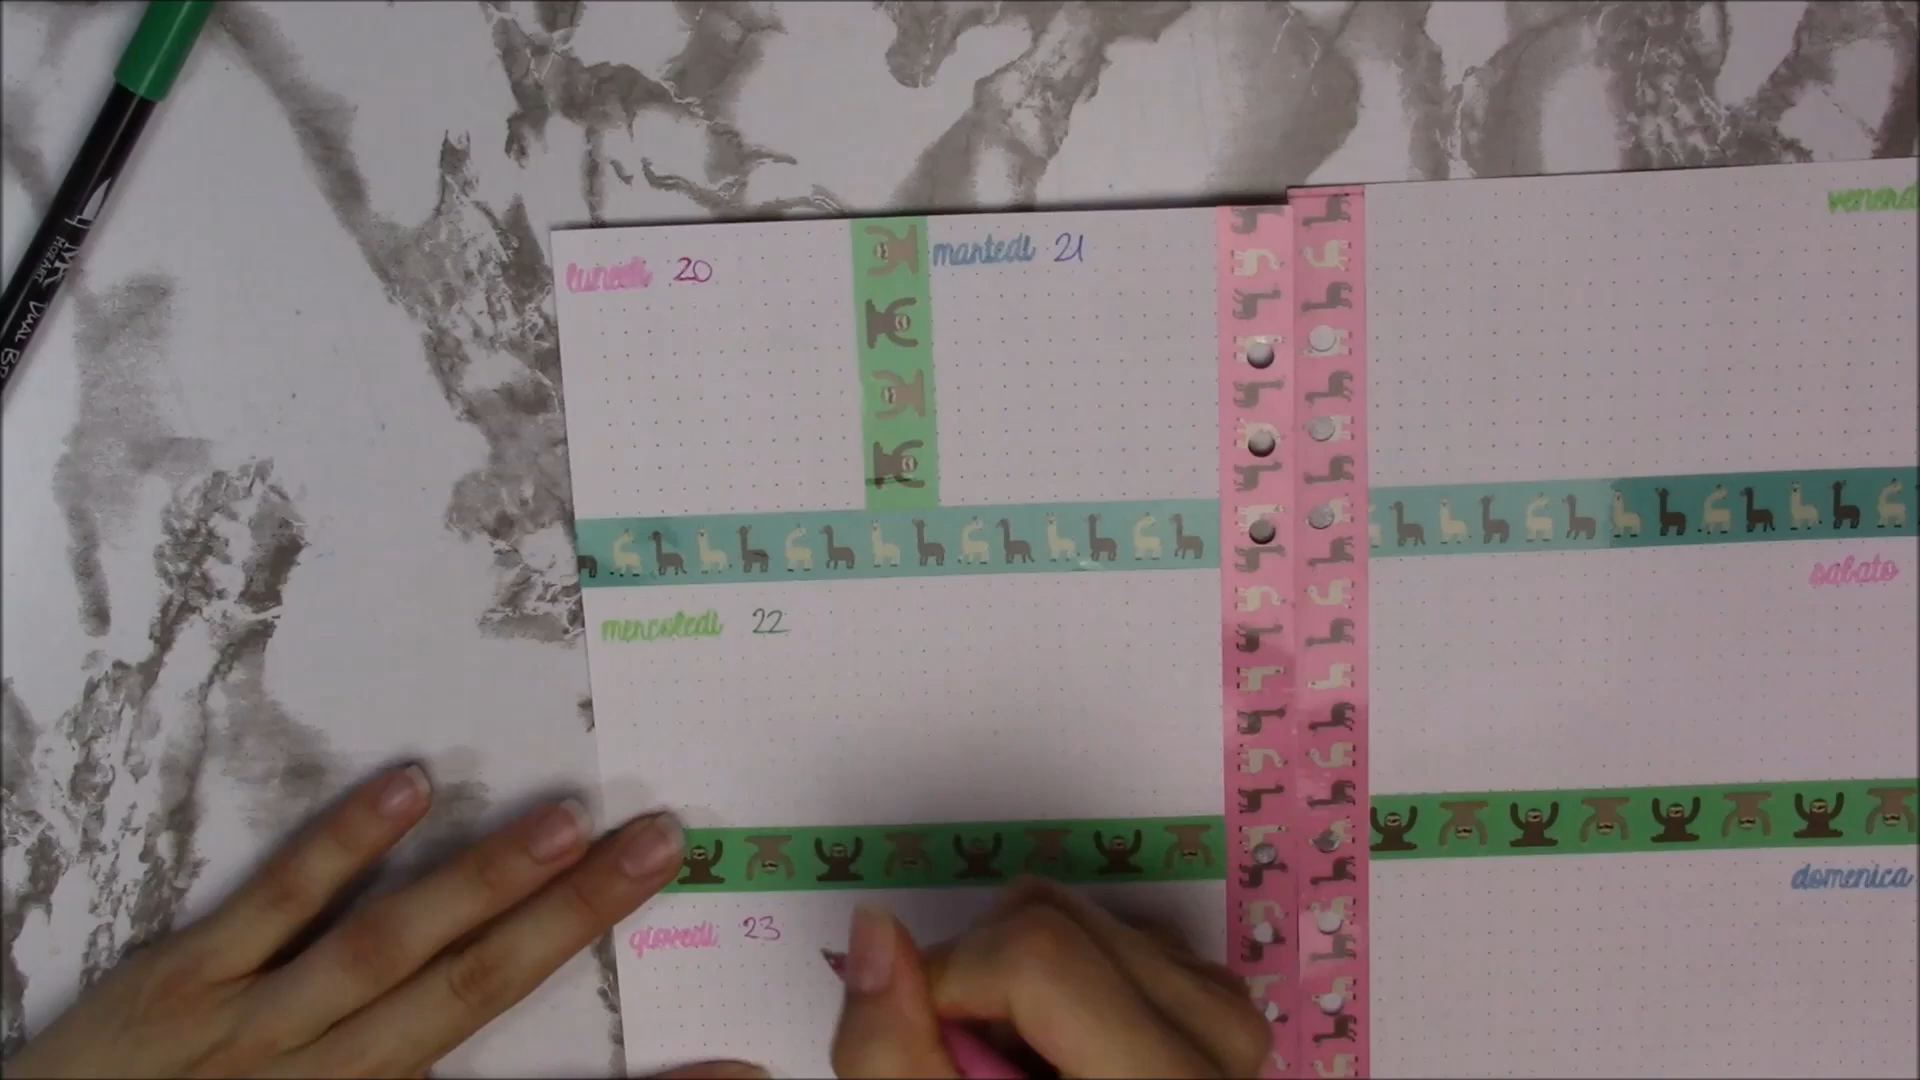 lunedì 20
martedì 21
mercoledì 22
giovedì 23
sabato
domenica